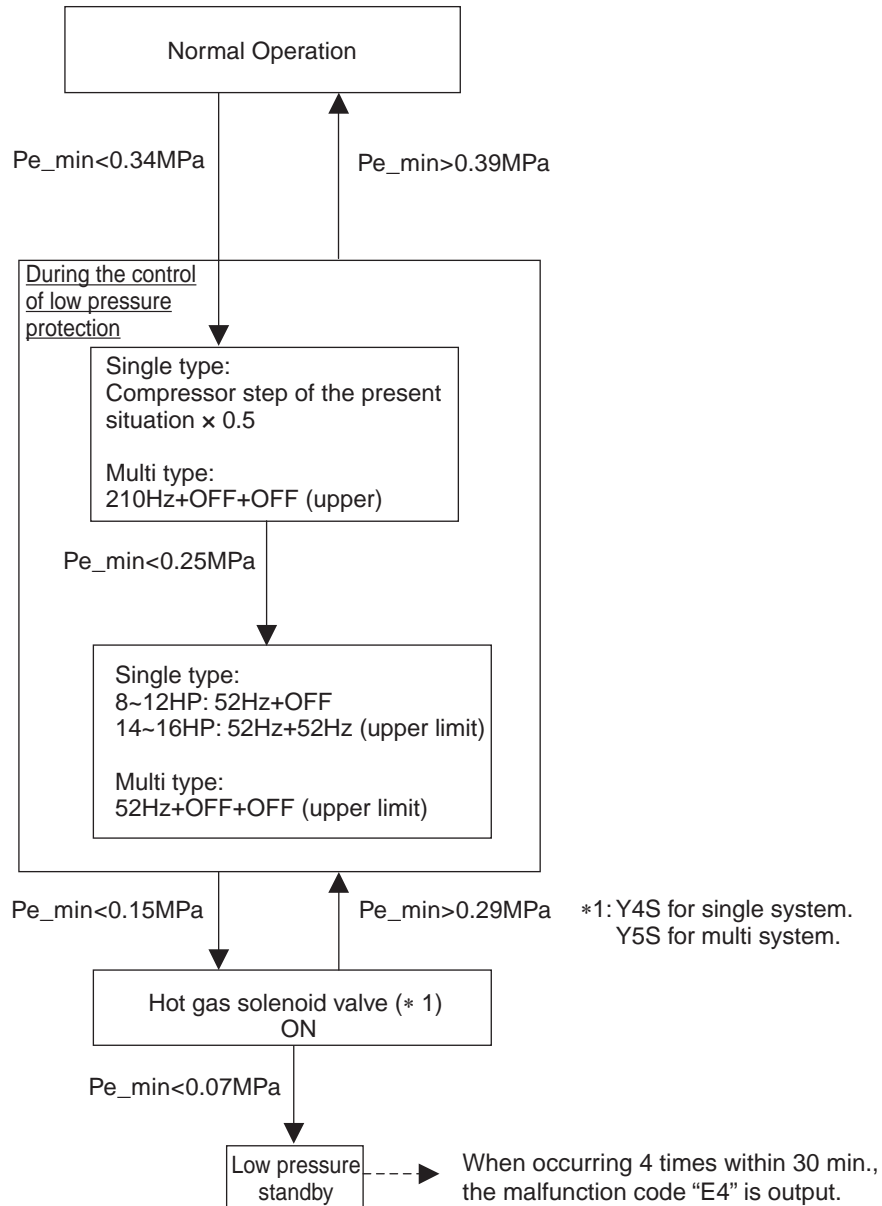 Normal Operation
Pe_min<0.34MPa
Pe_min>0.39MPa
During the control
of low pressure
protection
Single type:
Compressor step of the present
situation × 0.5
Multi type:
210Hz+OFF+OFF (upper)
Pe_min<0.25MPa
Single type:
8~12HP: 52Hz+OFF
14~16HP: 52Hz+52Hz (upper limit)
Multi type:
52Hz+OFF+OFF (upper limit)
Pe_min<0.15MPa
Pe_min>0.29MPa
*1: Y4S for single system.
Y5S for multi system.
Hot gas solenoid valve (* 1)
ON
Pe_min<0.07MPa
Low pressure
standby
When occurring 4 times within 30 min.,
the malfunction code “E4” is output.